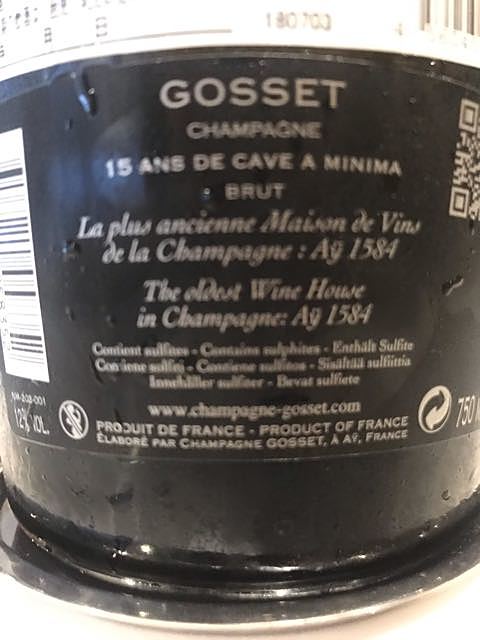 180703
GOSSET
CHAMPAGNE
15 ANS DE CAVE A MINIMA
BRUT
La plus ancienne Maison de Vins
de la Champagne : Aÿ 1584
The oldest Wine House
in Champagne: Aÿ 1584
Contient sulfites - Contains sulphites - Enthält Sulfite
Contiene solfiti - Contiene sulfitos - Sisältää sulfiittia
Innehåller sulfiter - Bevat sulfiete
www.champagne-gosset.com
12% VOL.
PRODUIT DE FRANCE - PRODUCT OF FRANCE
ÉLABORÉ PAR CHAMPAGNE GOSSET, À AŸ, FRANCE
750